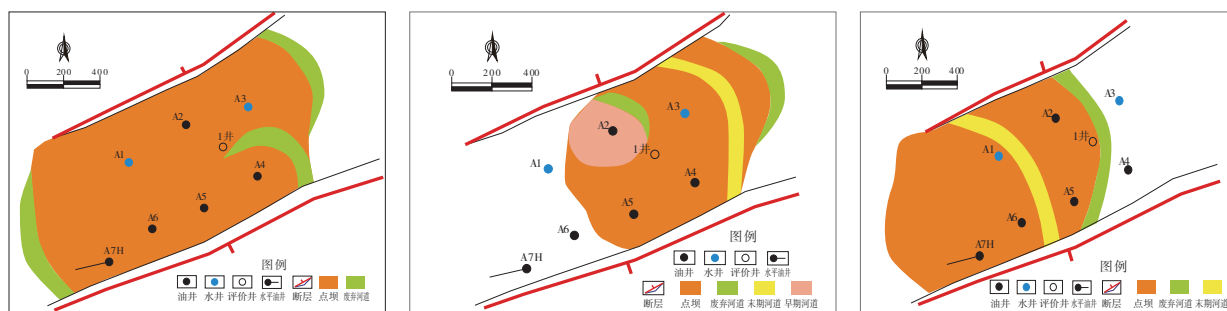 0 200 400
A3
A2
1井
A1
A4
A5
A6
A7H
图例
油井 水井 评价井 水平油井 断层 点坝 废弃河道
0 200 400
A3
A2
1井
A1
A4
A5
A6
A7H
图例
油井 水井 评价井 水平油井
断层 点坝 废弃河道 末期河道 早期河道
0 200 400
A3
A2
1井
A1
A4
A5
A6
A7H
图例
油井 水井 评价井 水平油井 断层 点坝 废弃河道 末期河道